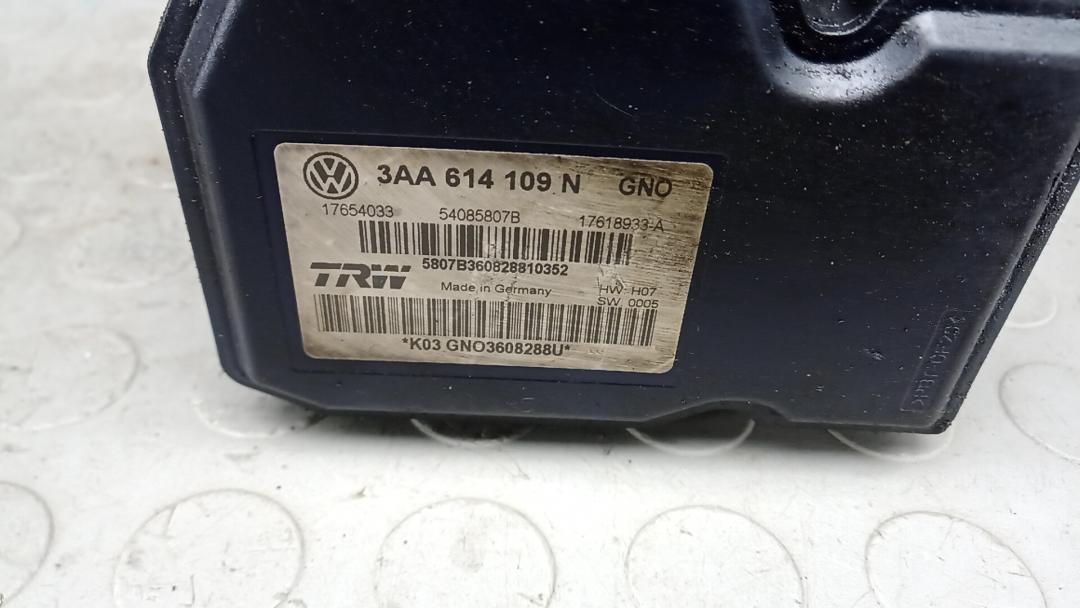 3AA 614 109 N GNO
17654033 54085807B 17618933-A
5807B360828810352
TRW Made in Germany HW H07
SW 0005
*K03 GNO3608288U*